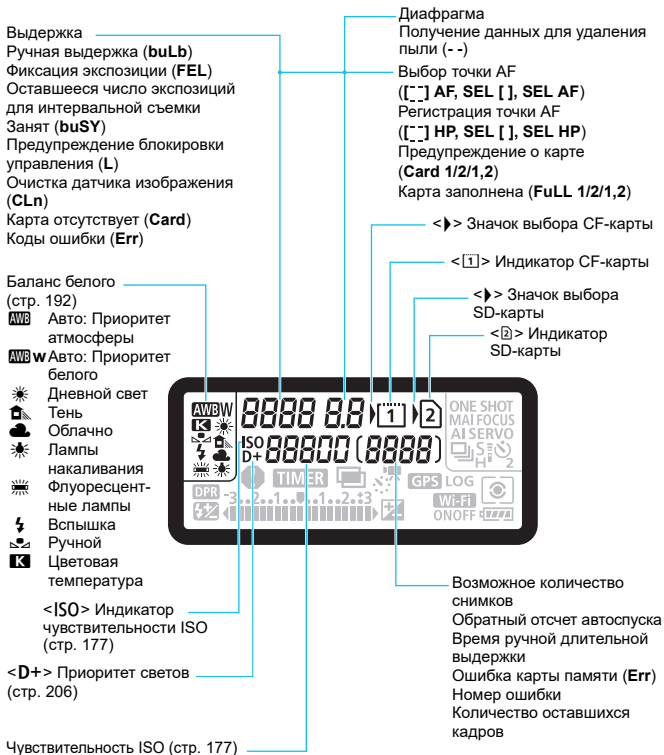 Выдержка
Ручная выдержка (buLb)
Фиксация экспозиции (FEL)
Оставшееся число экспозиций
для интервальной съемки
Занят (buSY)
Предупреждение блокировки
управления (L)
Очистка датчика изображения
(CLn)
Карта отсутствует (Card)
Коды ошибки (Err)
Диафрагма
Получение данных для удаления
пыли (- -)
Выбор точки AF
([ ] AF, SEL [ ], SEL AF)
Регистрация точки AF
([ ] HP, SEL [ ], SEL HP)
Предупреждение о карте
(Card 1/2/1,2)
Карта заполнена (FuLL 1/2/1,2)
< > Значок выбора CF-карты
<1> Индикатор CF-карты
< > Значок выбора
SD-карты
<2> Индикатор
SD-карты
Баланс белого
(стр. 192)
AWB Авто: Приоритет
атмосферы
AWB W Авто: Приоритет
белого
Дневной свет
Тень
Облачно
Лампы
накаливания
Флуоресцент-
ные лампы
Вспышка
Ручной
K Цветовая
температура
AWB W 8888 8.8 1 2 ONE SHOT
K MAI FOCUS
ISO 88800 (8888) AI SERVO
D+ S H 2
TIMER GPS LOG
DPR -3..2..1.. ..1..2.+3 Wi-Fi
ONOFF
<ISO> Индикатор
чувствительности ISO
(стр. 177)
<D+> Приоритет светов
(стр. 206)
Чувствительность ISO (стр. 177)
Возможное количество
снимков
Обратный отсчет автоспуска
Время ручной длительной
выдержки
Ошибка карты памяти (Err)
Номер ошибки
Количество оставшихся
кадров